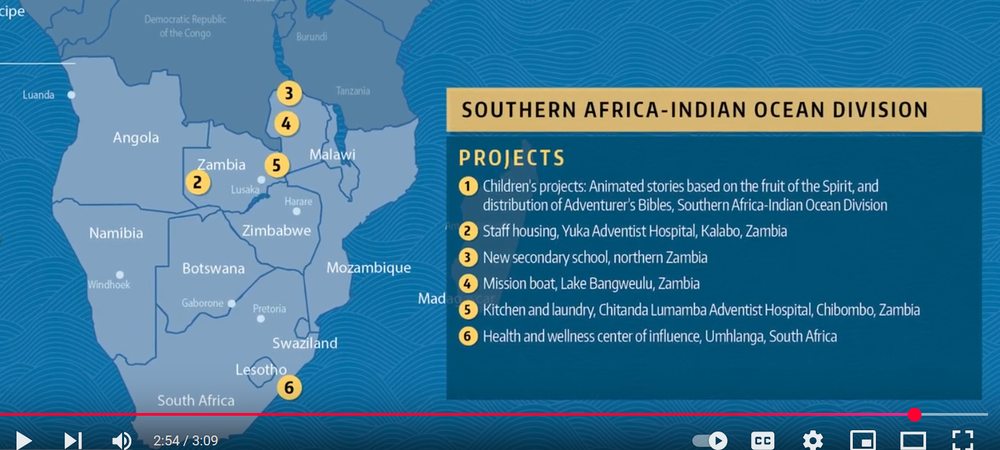 cipe
Democratic Republic
of the Congo
Burundi
Luanda
3
Tanzania
4
Angola
Zambia
5
Malawi
2
Lusaka
Harare
Namibia
Zimbabwe
Botswana
Mozambique
Windhoek
Gaborone
Pretoria
Swaziland
Lesotho
6
South Africa
Madagascar
SOUTHERN AFRICA-INDIAN OCEAN DIVISION
PROJECTS
1 Children's projects: Animated stories based on the fruit of the Spirit, and
distribution of Adventurer's Bibles, Southern Africa-Indian Ocean Division
2 Staff housing, Yuka Adventist Hospital, Kalabo, Zambia
3 New secondary school, northern Zambia
4 Mission boat, Lake Bangweulu, Zambia
5 Kitchen and laundry, Chitanda Lumamba Adventist Hospital, Chibombo, Zambia
6 Health and wellness center of influence, Umhlanga, South Africa
2:54 / 3:09
CC